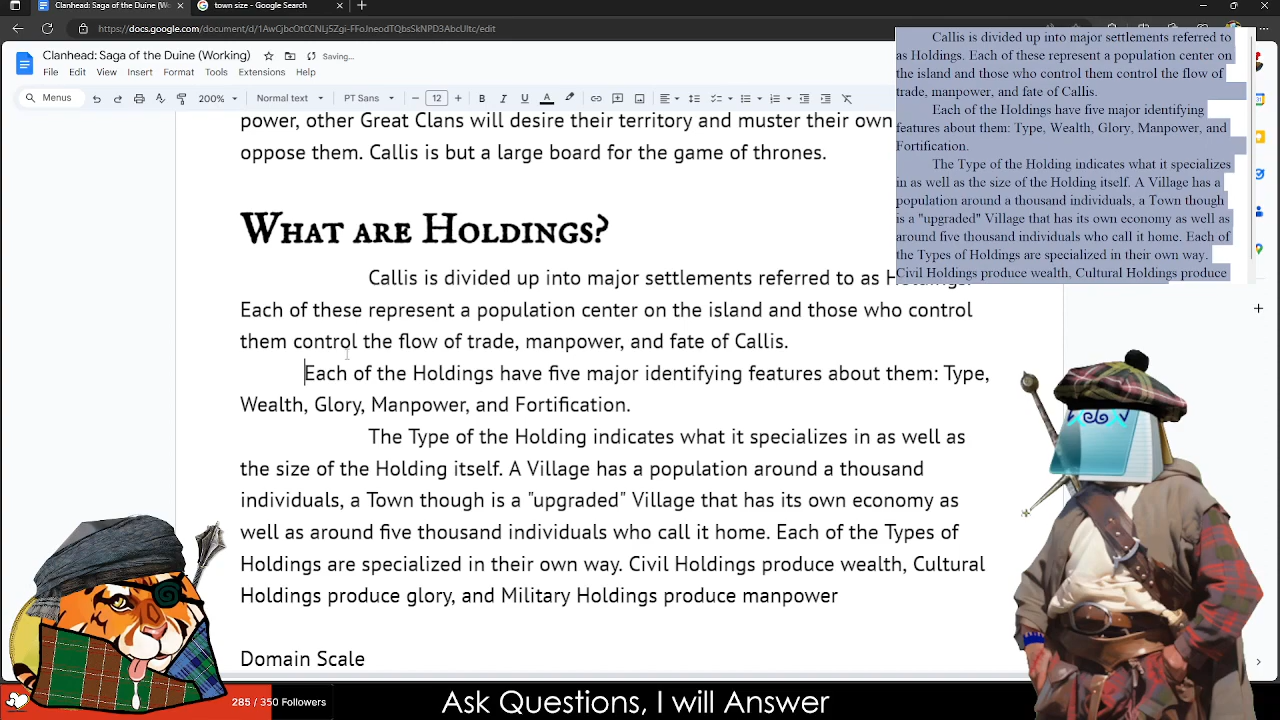 Clanhead: Saga of the Duine (Wo
town size - Google Search
https://docs.google.com/document/d/1AwCjbcOtCCNLj5Zgi-FFoJneodTQbsSkNPD3AbcUltc/edit
Clanhead: Saga of the Duine (Working)
Saving...
File Edit View Insert Format Tools Extensions Help
Menus 200% Normal text PT Sans 12 B I U A
power, other Great Clans will desire their territory and muster their own
oppose them. Callis is but a large board for the game of thrones.
What are Holdings?
Callis is divided up into major settlements referred to as Holdings.
Each of these represent a population center on the island and those who control
them control the flow of trade, manpower, and fate of Callis.
Each of the Holdings have five major identifying features about them: Type,
Wealth, Glory, Manpower, and Fortification.
The Type of the Holding indicates what it specializes in as well as
the size of the Holding itself. A Village has a population around a thousand
individuals, a Town though is a "upgraded" Village that has its own economy as
well as around five thousand individuals who call it home. Each of the Types of
Holdings are specialized in their own way. Civil Holdings produce wealth, Cultural
Holdings produce glory, and Military Holdings produce manpower
Domain Scale
Callis is divided up into major settlements referred to
as Holdings. Each of these represent a population center on
the island and those who control them control the flow of
trade, manpower, and fate of Callis.
Each of the Holdings have five major identifying
features about them: Type, Wealth, Glory, Manpower, and
Fortification.
The Type of the Holding indicates what it specializes
in as well as the size of the Holding itself. A Village has a
population around a thousand individuals, a Town though
is a "upgraded" Village that has its own economy as well as
around five thousand individuals who call it home. Each of
the Types of Holdings are specialized in their own way.
Civil Holdings produce wealth, Cultural Holdings produce
285 / 350 Followers
Ask Questions, I will Answer